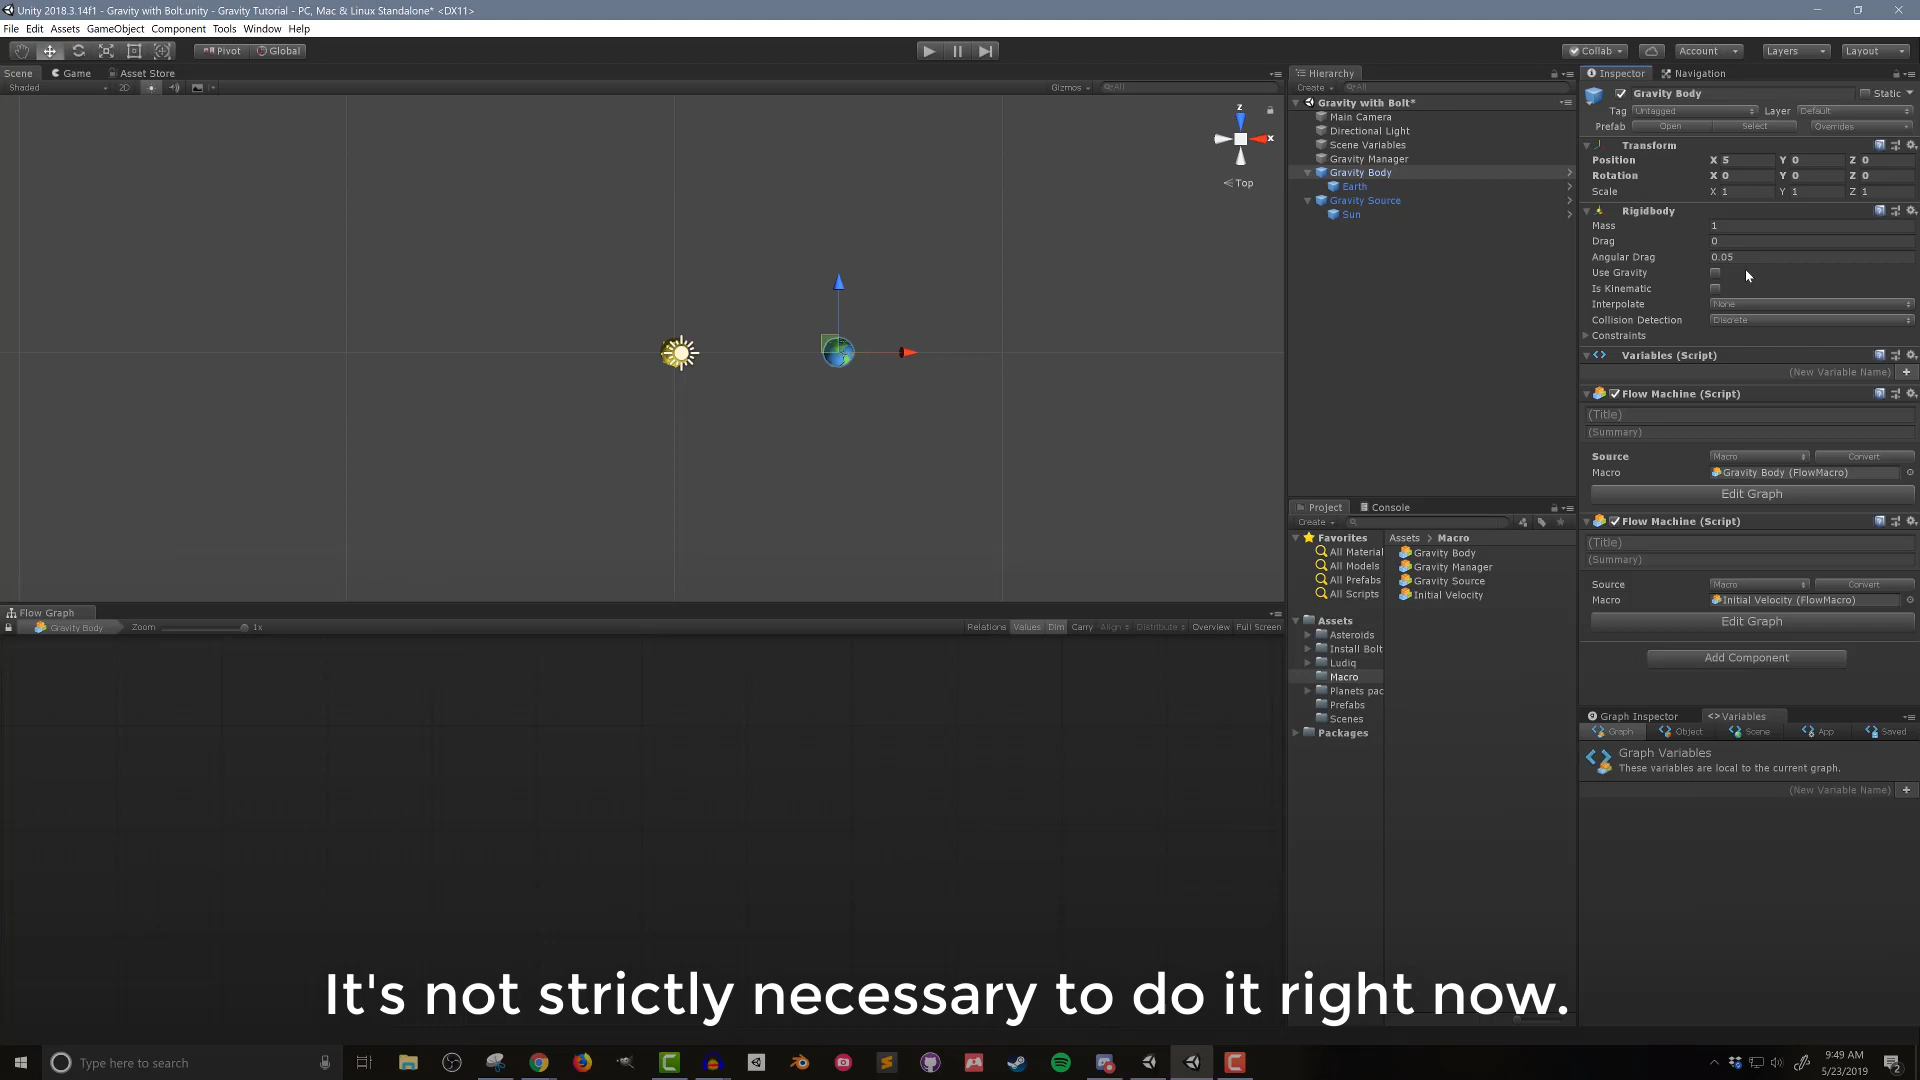 Unity 2018.3.14f1 - Gravity with Bolt.unity - Gravity Tutorial - PC, Mac & Linux Standalone* <DX11>
File Edit Assets GameObject Component Tools Window Help
Pivot Global Collab Account Layers Layout
Scene Game Asset Store
Shaded 2D Gizmos All
z
x
Top
Hierarchy
Create All
Gravity with Bolt*
Main Camera
Directional Light
Scene Variables
Gravity Manager
Gravity Body
Earth
Gravity Source
Sun
Inspector Navigation
Gravity Body Static
Tag Untagged Layer Default
Prefab Open Select Overrides
Transform
Position X 5 Y 0 Z 0
Rotation X 0 Y 0 Z 0
Scale X 1 Y 1 Z 1
Rigidbody
Mass 1
Drag 0
Angular Drag 0.05
Use Gravity
Is Kinematic
Interpolate None
Collision Detection Discrete
Constraints
Variables (Script)
(New Variable Name)
Flow Machine (Script)
(Title)
(Summary)
Source Macro Convert
Macro Gravity Body (FlowMacro)
Edit Graph
Flow Machine (Script)
(Title)
(Summary)
Source Macro Convert
Macro Initial Velocity (FlowMacro)
Edit Graph
Add Component
Project Console
Create
Favorites
All Material
All Models
All Prefabs
All Scripts
Assets
Asteroids
Install Bolt
Ludiq
Macro
Planets pac
Prefabs
Scenes
Packages
Assets > Macro
Gravity Body
Gravity Manager
Gravity Source
Initial Velocity
Flow Graph
Gravity Body Zoom 1x Relations Values Dim Carry Align Distribute Overview Full Screen
Graph Inspector Variables
Graph Object Scene App Saved
Graph Variables
These variables are local to the current graph.
(New Variable Name)
It's not strictly necessary to do it right now.
Type here to search
9:49 AM
5/23/2019
2